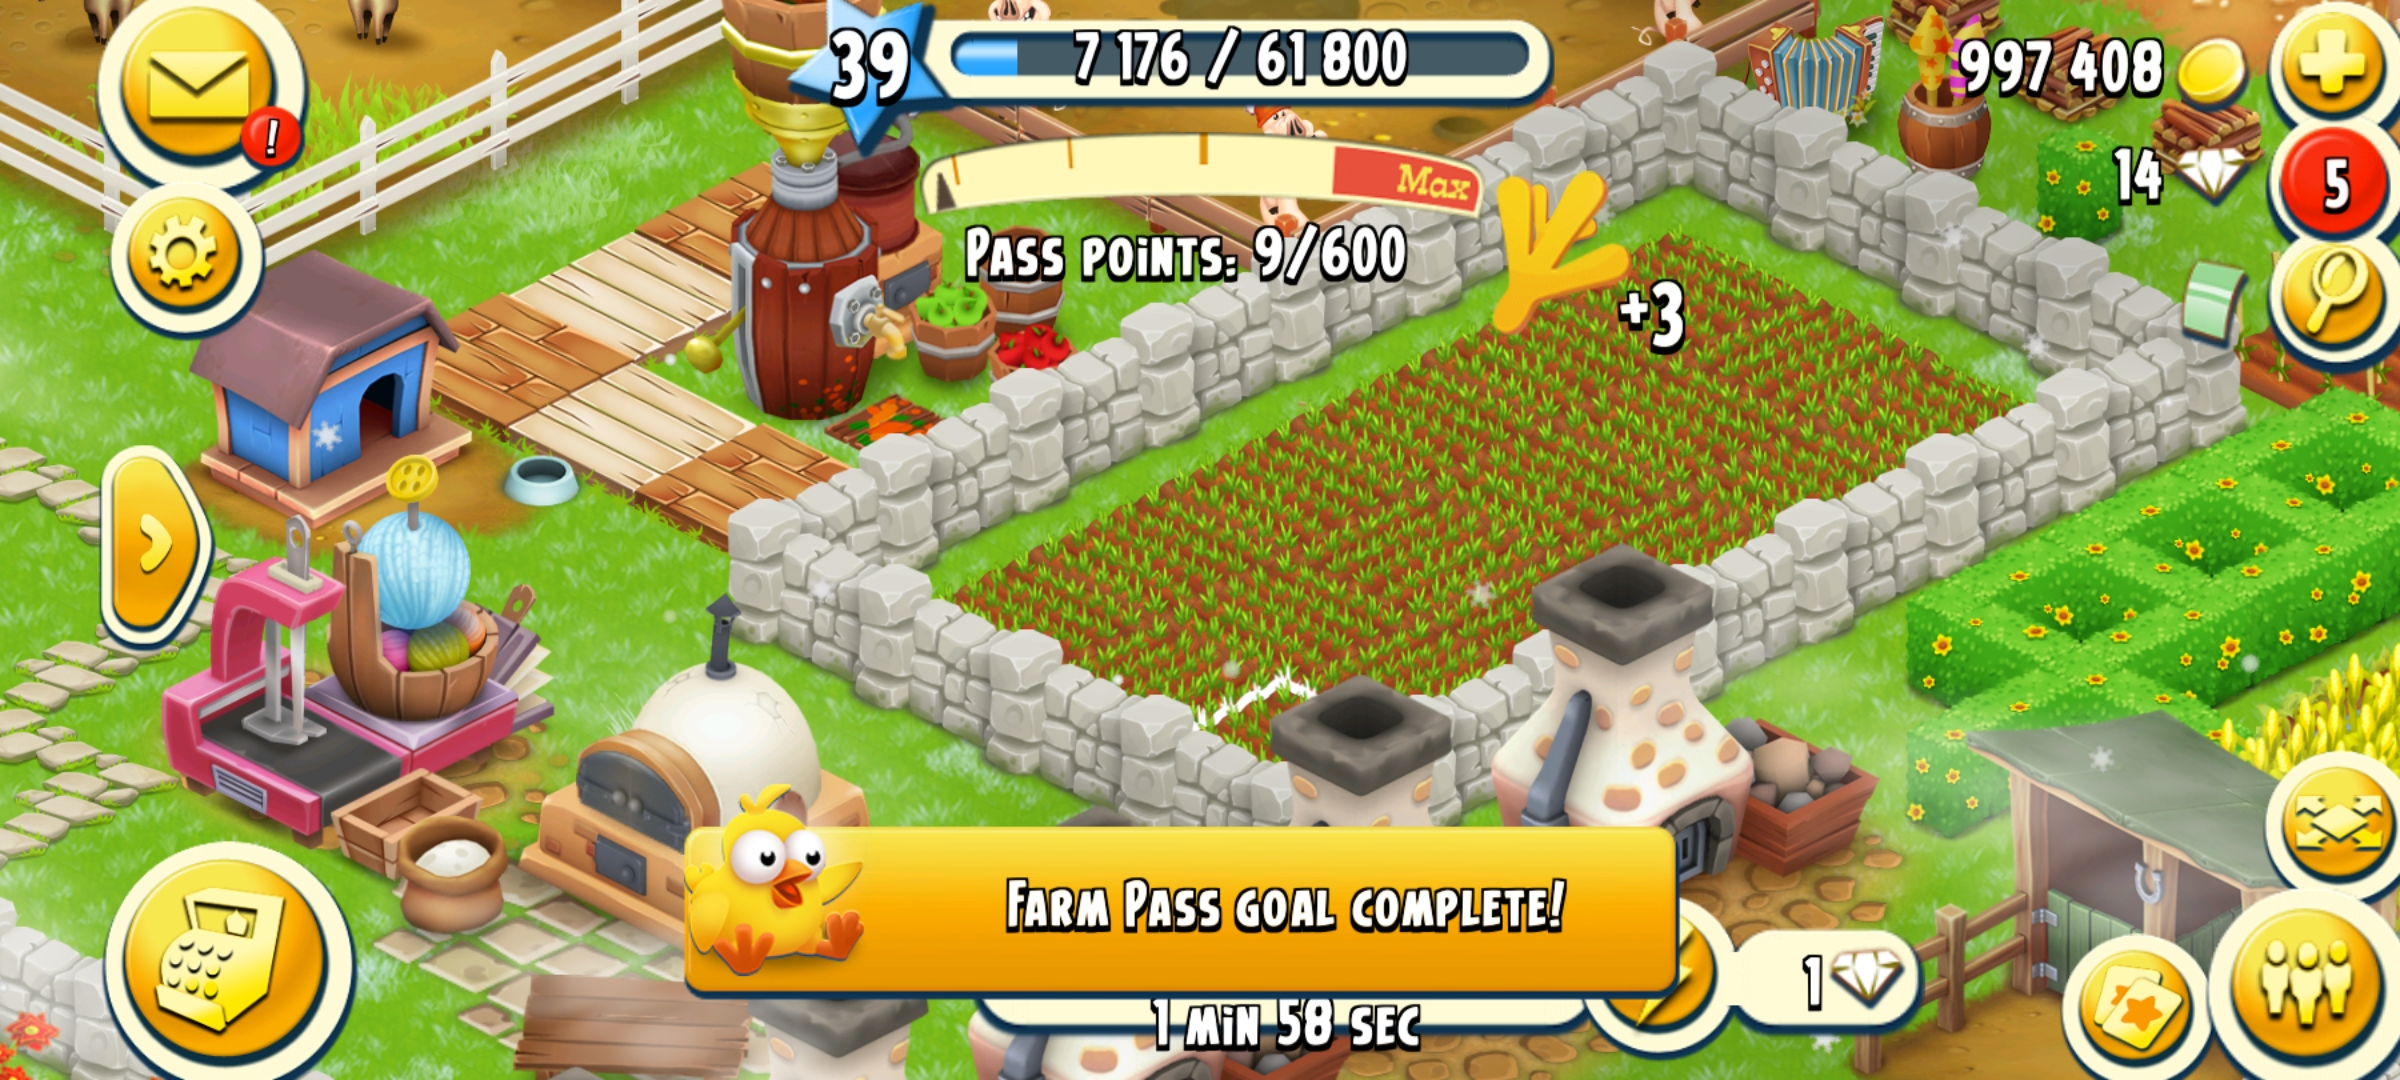 39
7 176 / 61 800
997 408
!
14
5
Max
Pass points: 9/600
+3
Farm Pass goal complete!
1
1 min 58 sec